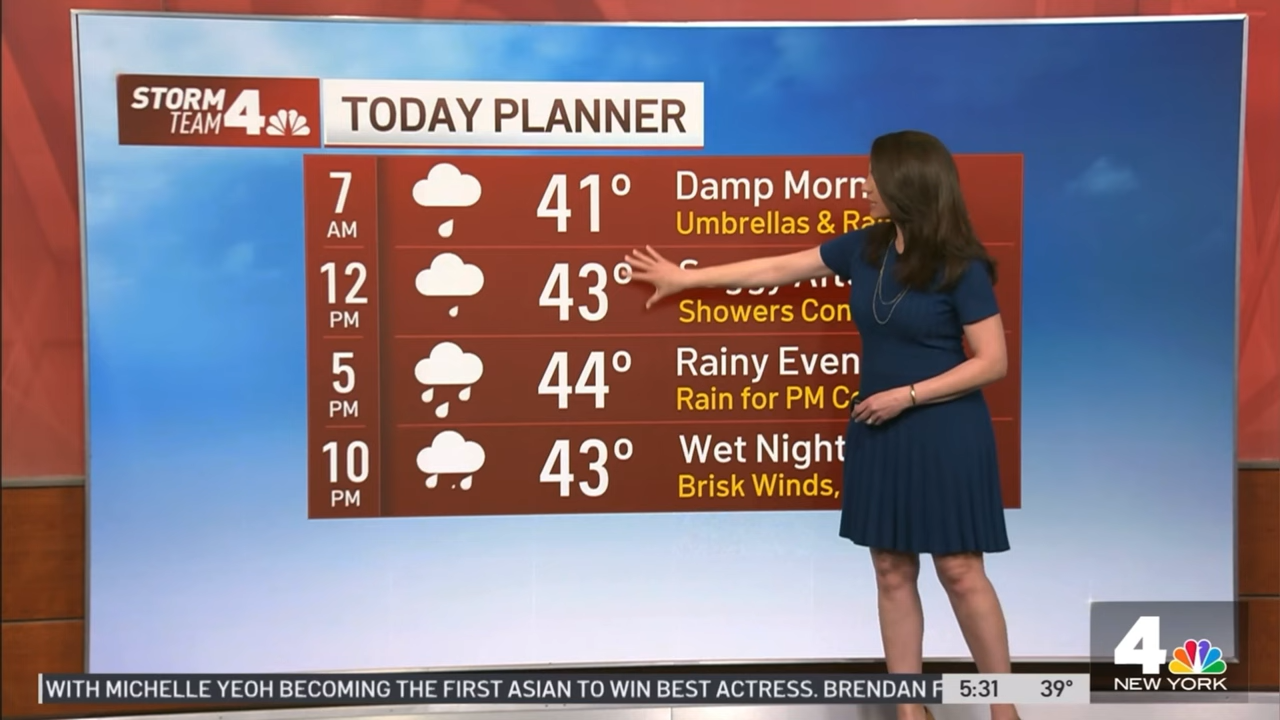 STORM TEAM 4
TODAY PLANNER
7 AM 41° Damp Morn
Umbrellas & Ra
12 PM 43°
Showers Con
5 PM 44° Rainy Even
Rain for PM C
10 PM 43° Wet Night
Brisk Winds,
WITH MICHELLE YEOH BECOMING THE FIRST ASIAN TO WIN BEST ACTRESS. BRENDAN F
5:31 39°
4
NEW YORK